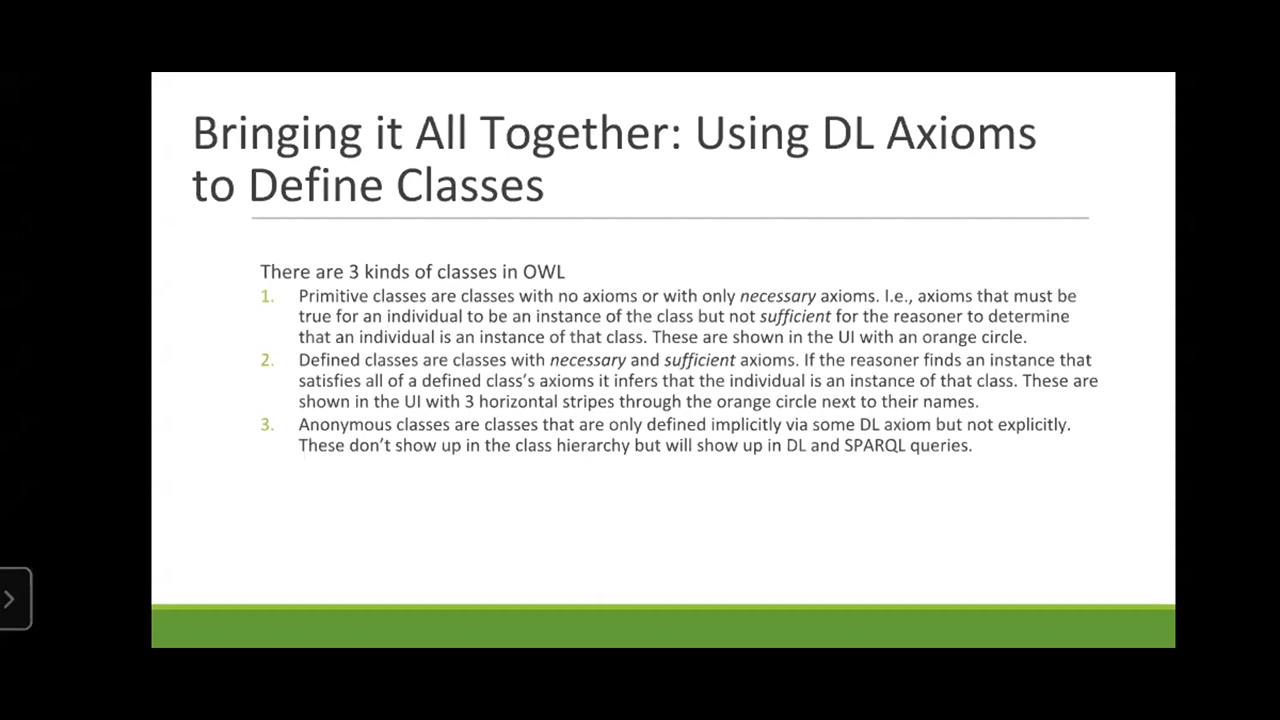 Bringing it All Together: Using DL Axioms
to Define Classes
There are 3 kinds of classes in OWL
1. Primitive classes are classes with no axioms or with only necessary axioms. I.e., axioms that must be
true for an individual to be an instance of the class but not sufficient for the reasoner to determine
that an individual is an instance of that class. These are shown in the UI with an orange circle.
2. Defined classes are classes with necessary and sufficient axioms. If the reasoner finds an instance that
satisfies all of a defined class’s axioms it infers that the individual is an instance of that class. These are
shown in the UI with 3 horizontal stripes through the orange circle next to their names.
3. Anonymous classes are classes that are only defined implicitly via some DL axiom but not explicitly.
These don’t show up in the class hierarchy but will show up in DL and SPARQL queries.